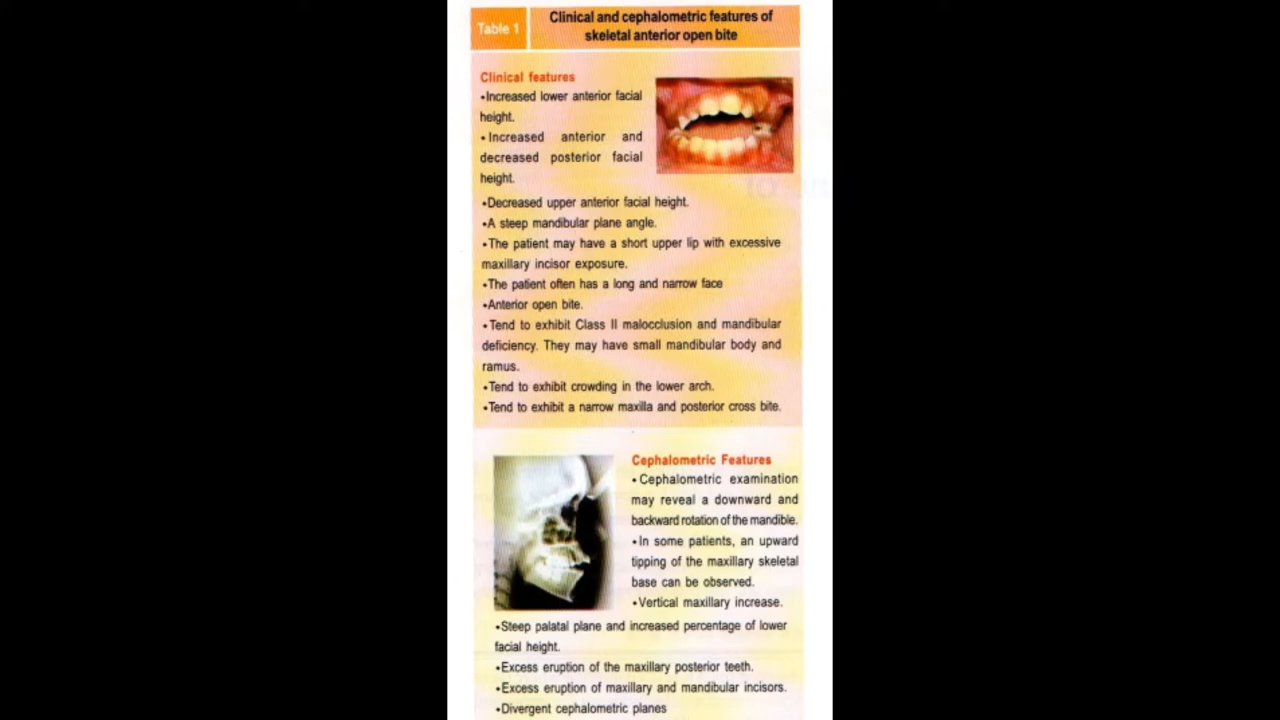 Table 1
Clinical and cephalometric features of
skeletal anterior open bite
Clinical features
•Increased lower anterior facial
height.
•Increased anterior and
decreased posterior facial
height.
•Decreased upper anterior facial height.
•A steep mandibular plane angle.
•The patient may have a short upper lip with excessive
maxillary incisor exposure.
•The patient often has a long and narrow face
•Anterior open bite.
•Tend to exhibit Class II malocclusion and mandibular
deficiency. They may have small mandibular body and
ramus.
•Tend to exhibit crowding in the lower arch.
•Tend to exhibit a narrow maxilla and posterior cross bite.
Cephalometric Features
•Cephalometric examination
may reveal a downward and
backward rotation of the mandible.
•In some patients, an upward
tipping of the maxillary skeletal
base can be observed.
•Vertical maxillary increase.
•Steep palatal plane and increased percentage of lower
facial height.
•Excess eruption of the maxillary posterior teeth.
•Excess eruption of maxillary and mandibular incisors.
•Divergent cephalometric planes